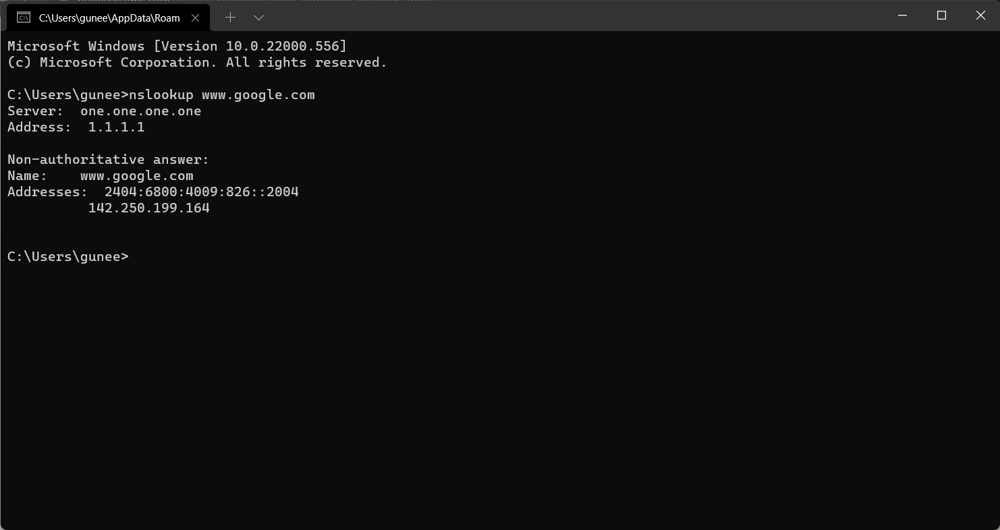 C:\Users\gunee\AppData\Roam
Microsoft Windows [Version 10.0.22000.556]
(c) Microsoft Corporation. All rights reserved.
C:\Users\gunee>nslookup www.google.com
Server:  one.one.one.one
Address:  1.1.1.1
Non-authoritative answer:
Name:    www.google.com
Addresses:  2404:6800:4009:826::2004
          142.250.199.164
C:\Users\gunee>